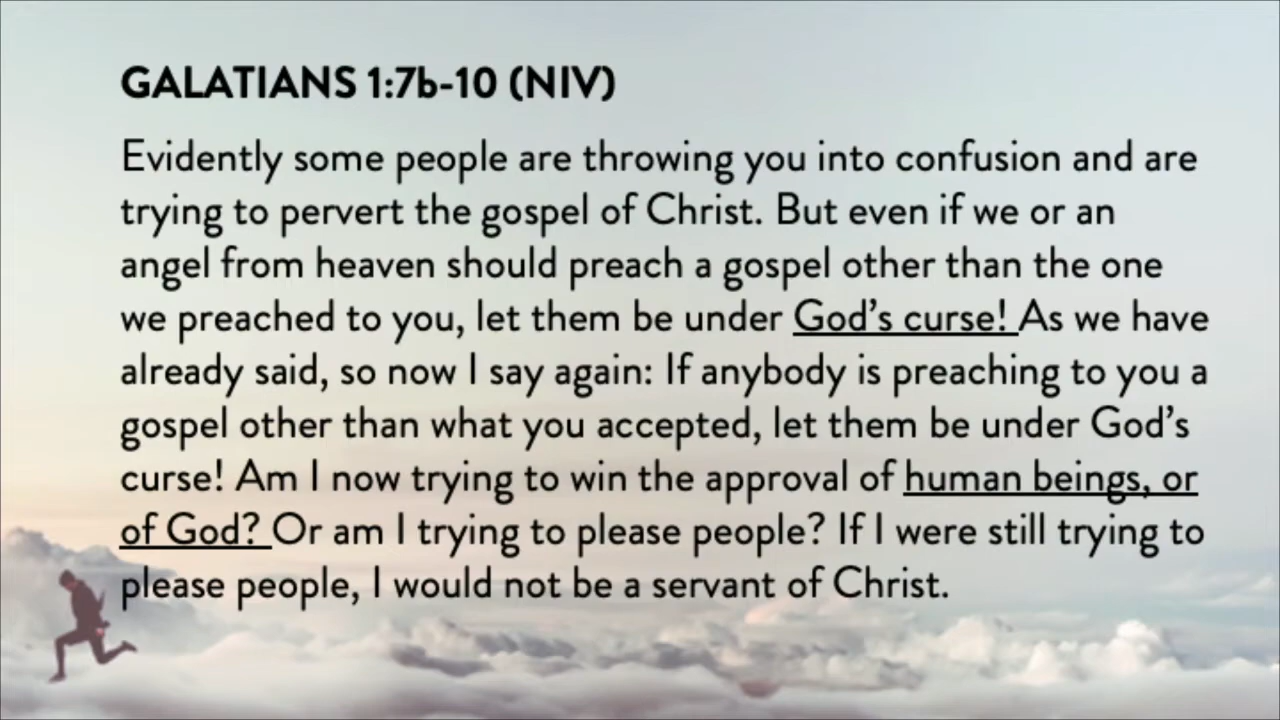 GALATIANS 1:7b-10 (NIV)
Evidently some people are throwing you into confusion and are
trying to pervert the gospel of Christ. But even if we or an
angel from heaven should preach a gospel other than the one
we preached to you, let them be under God’s curse! As we have
already said, so now I say again: If anybody is preaching to you a
gospel other than what you accepted, let them be under God’s
curse! Am I now trying to win the approval of human beings, or
of God? Or am I trying to please people? If I were still trying to
please people, I would not be a servant of Christ.